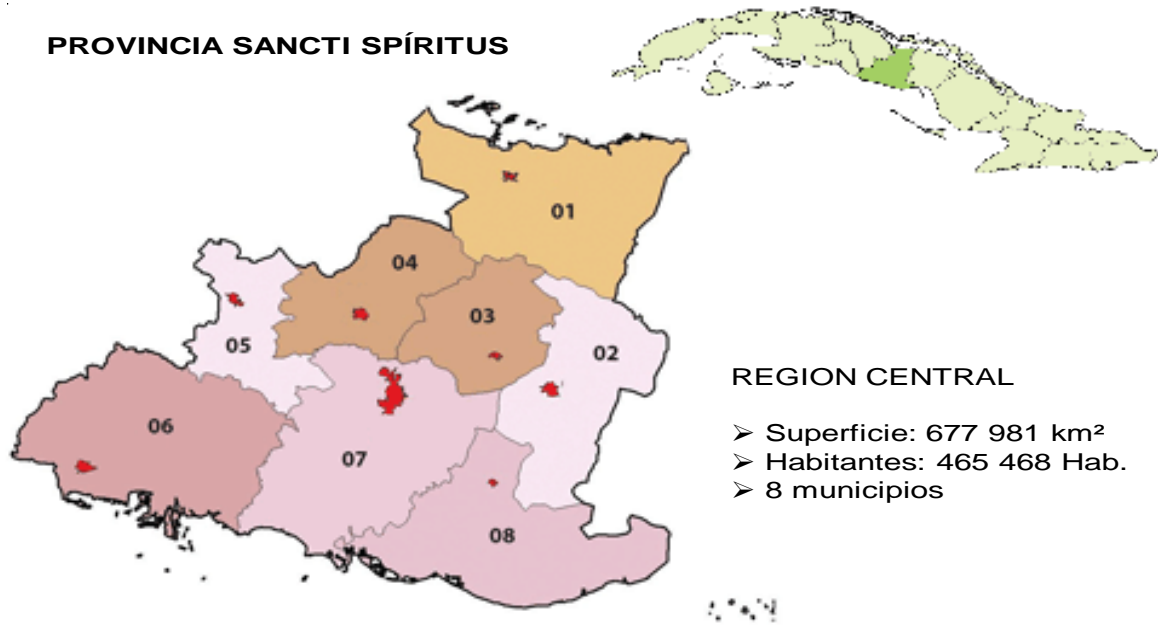 PROVINCIA SANCTI SPÍRITUS
01
04
03
05
02
06
07
08
REGION CENTRAL
➢ Superficie: 677 981 km²
➢ Habitantes: 465 468 Hab.
➢ 8 municipios